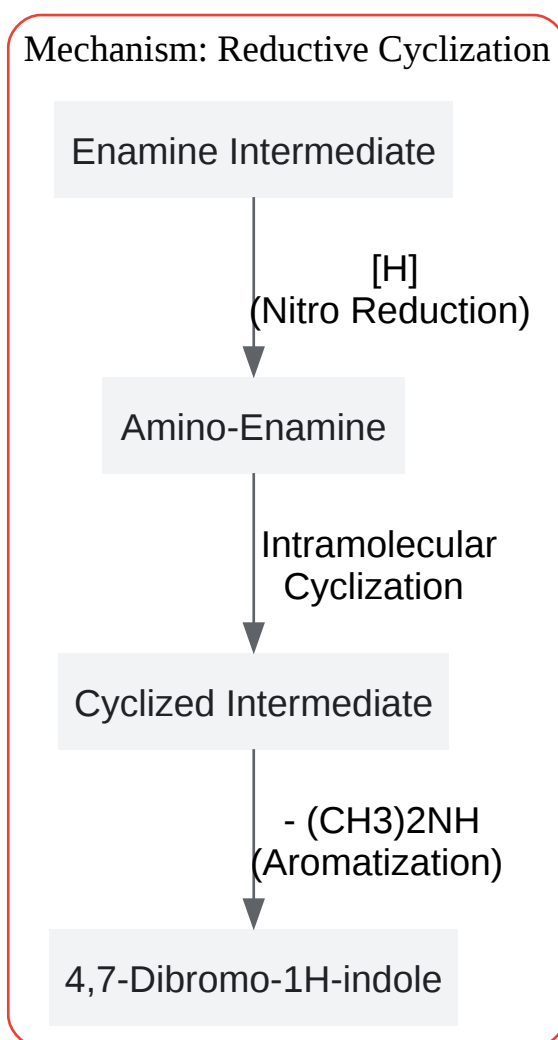 Mechanism: Reductive Cyclization
Enamine Intermediate
[H]
(Nitro Reduction)
Amino-Enamine
Intramolecular
Cyclization
Cyclized Intermediate
- (CH3)2NH
(Aromatization)
4,7-Dibromo-1H-indole